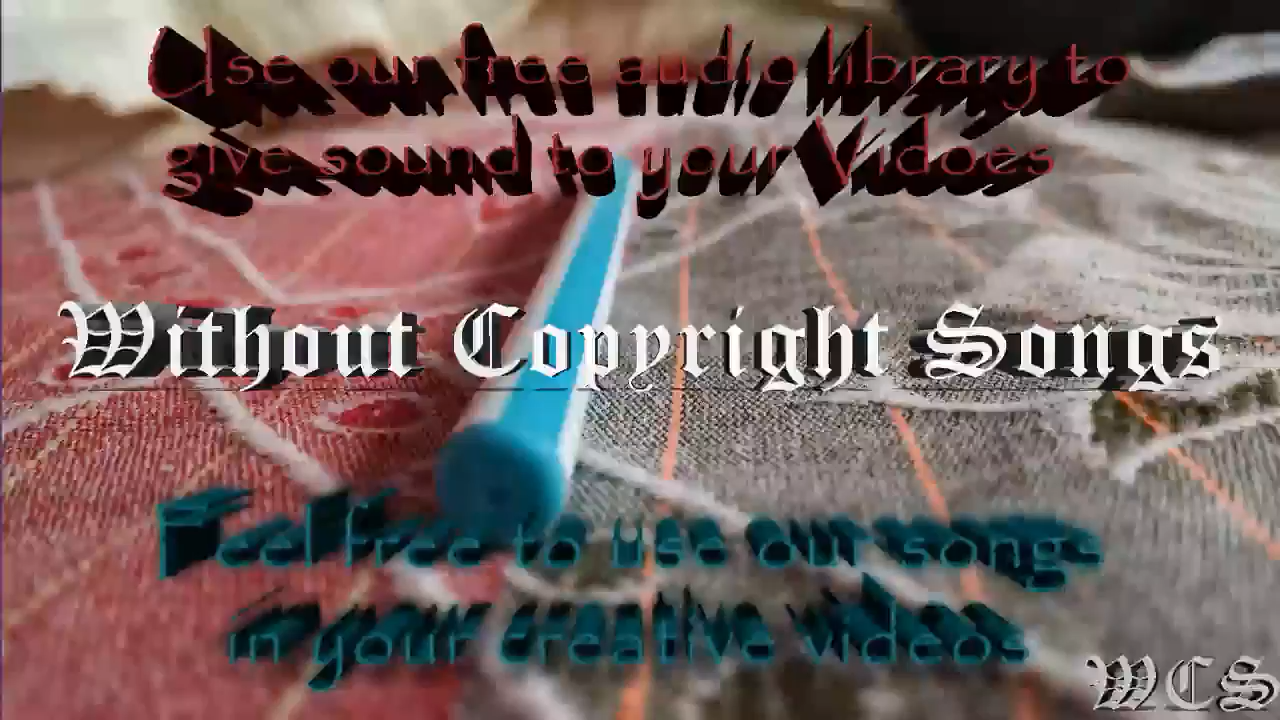 Use our free audio library to
give sound to your Vidoes
Without Copyright Songs
Feel free to use our songs
in your creative videos
WCS